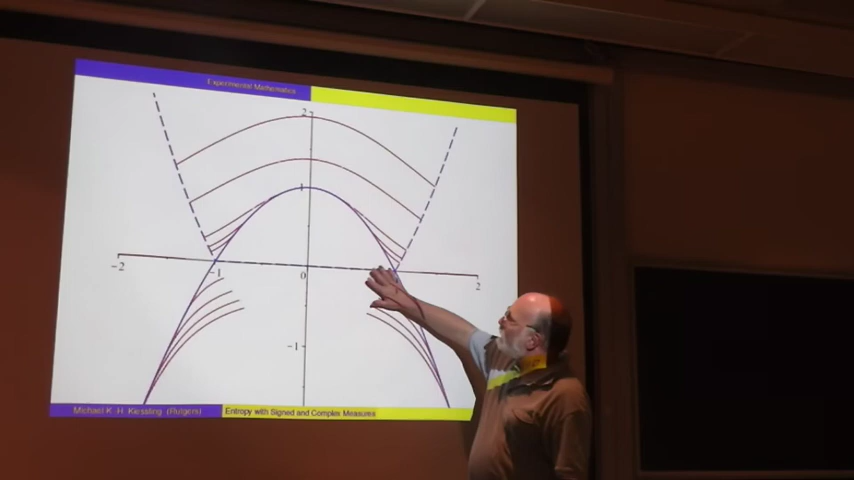 Experimental Mathematics
2
1
-2
-1
0
2
-1
Michael K. H. Kiessling (Rutgers)
Entropy with Signed and Complex Measures